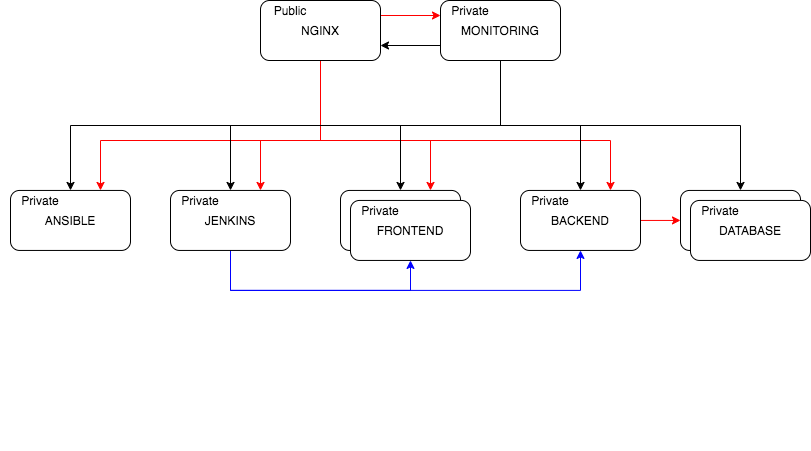 Public
NGINX
Private
MONITORING
Private
ANSIBLE
Private
JENKINS
Private
FRONTEND
Private
BACKEND
Private
DATABASE